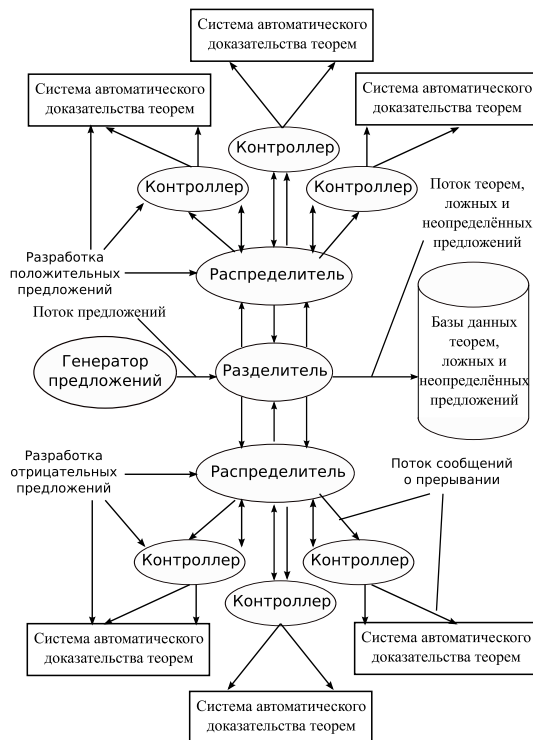 Система автоматического
доказательства теорем
Система автоматического
доказательства теорем
Система автоматического
доказательства теорем
Контроллер
Контроллер
Контроллер
Поток теорем,
ложных и
неопределённых
предложений
Разработка
положительных
предложений
Распределитель
Поток предложений
Базы данных
теорем,
ложных и
неопределённых
предложений
Генератор
предложений
Разделитель
Разработка
отрицательных
предложений
Распределитель
Поток сообщений
о прерывании
Контроллер
Контроллер
Контроллер
Система автоматического
доказательства теорем
Система автоматического
доказательства теорем
Система автоматического
доказательства теорем